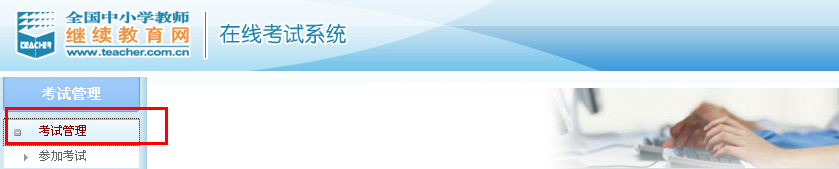 全国中小学教师
继续教育网
www.teacher.com.cn
CTEACHER
在线考试系统
考试管理
考试管理
参加考试